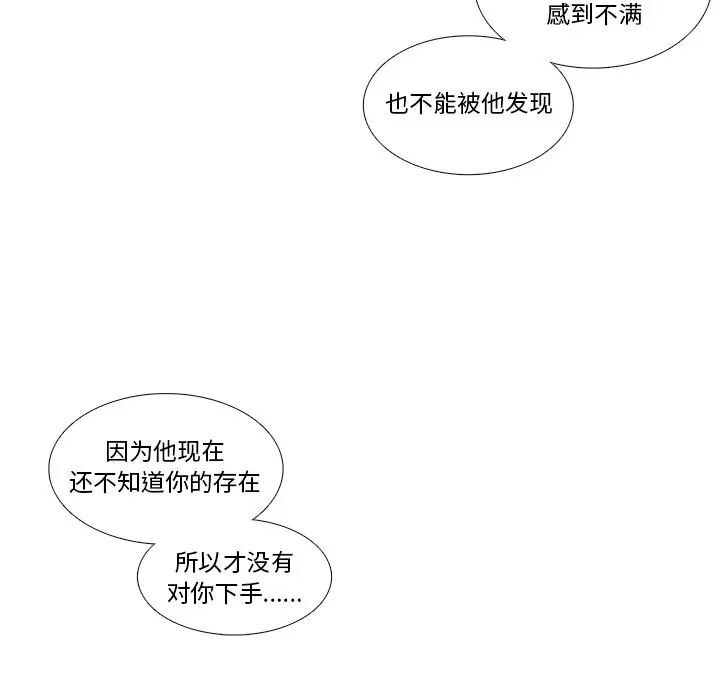 感到不满
也不能被他发现
因为他现在
还不知道你的存在
所以才没有
对你下手……